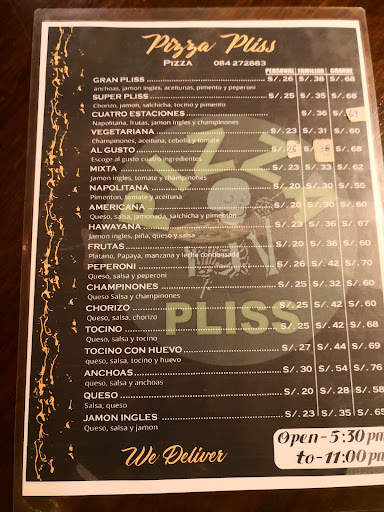 Pizza Pliss
PIZZA 084 272883
PERSONAL FAMILIAR GRANDE
GRAN PLISS S/. 26 S/. 38 S/. 68
anchoas, jamon ingles, aceitunas, pimento y peperoni
SUPER PLISS S/. 25 S/. 35 S/. 68
Chorizo, jamon, salchicha, tocino y pimento
CUATRO ESTACIONES S/. 36 S/. 64
Napolitana, frutas, jamon ingles y champinones
VEGETARIANA S/. 23 S/. 31 S/. 60
Champinones, aceituna, cebolla y tomate
AL GUSTO S/. 25 S/. 38 S/. 68
Escoge al gusto cuatro ingredientes
MIXTA S/. 23 S/. 33 S/. 62
Jamon ingles, tomate y champinones
NAPOLITANA S/. 20 S/. 30 S/. 55
Pimenton, tomate y aceituna
AMERICANA S/. 20 S/. 30 S/. 60
Queso, salsa, jamonada, salchicha y pimenton
HAWAYANA S/. 23 S/. 36 S/. 67
Jamon ingles, piña, queso y salsa
FRUTAS S/. 20 S/. 36 S/. 60
Platano, Papaya, manzana y leche condensada
PEPERONI S/. 26 S/. 42 S/. 70
Queso, salsa y peperoni
CHAMPINONES S/. 25 S/. 32 S/. 60
Queso Salsa y champinones
CHORIZO S/. 25 S/. 42 S/. 60
Queso, salsa, chorizo
TOCINO S/. 25 S/. 42 S/. 68
Queso, salsa y tocino
TOCINO CON HUEVO S/. 27 S/. 44 S/. 69
queso, salsa, tocino y huevo
ANCHOAS S/. 30 S/. 54 S/. 76
queso, salsa y anchoas
QUESO S/. 20 S/. 28 S/. 58
Salsa, queso
JAMON INGLES S/. 23 S/. 35 S/. 65
Queso, salsa y jamon
PIZZA
PLISS
We Deliver
Open-5:30 pm
to-11:00 pm